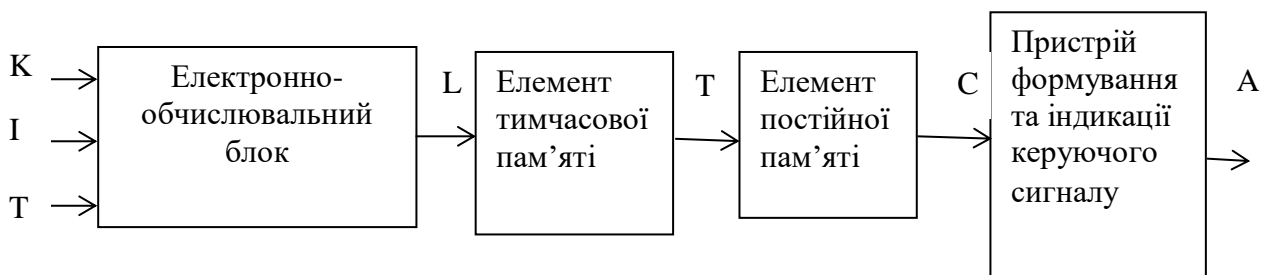 K
I
T
Електронно-
обчислювальний
блок
L
Елемент
тимчасової
пам’яті
T
Елемент
постійної
пам’яті
C
Пристрій
формування
та індикації
керуючого
сигналу
A